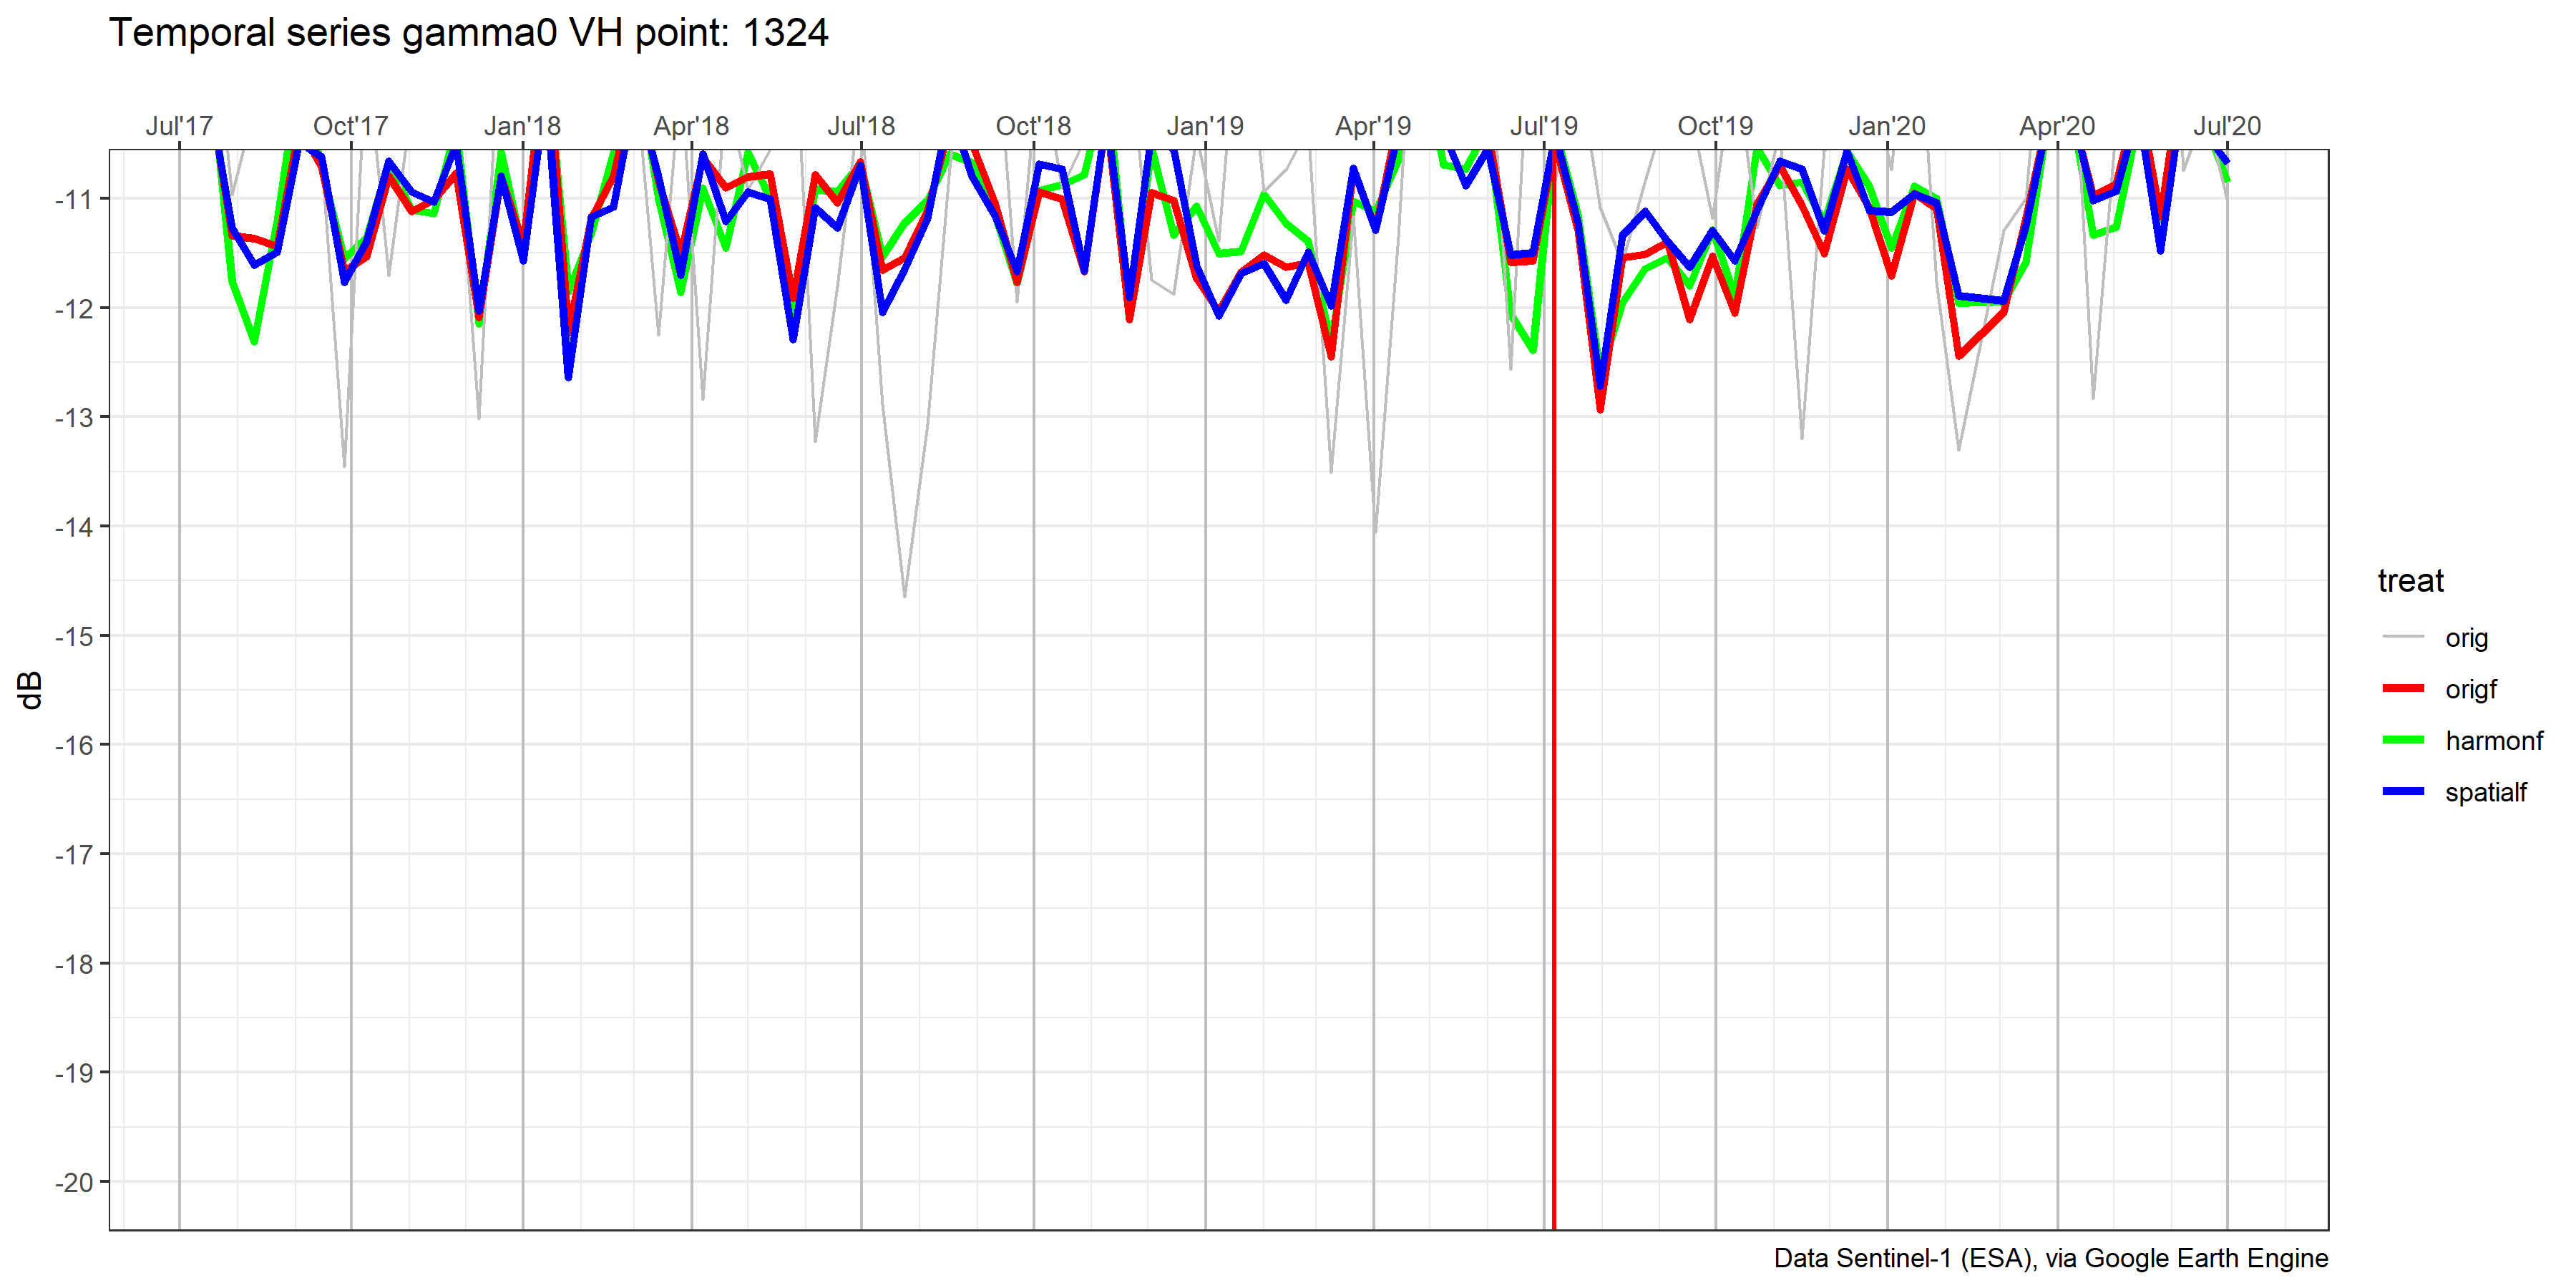 Temporal series gamma0 VH point: 1324
Jul'17 Oct'17 Jan'18 Apr'18 Jul'18 Oct'18 Jan'19 Apr'19 Jul'19 Oct'19 Jan'20 Apr'20 Jul'20
-11
-12
-13
-14
-15
-16
-17
-18
-19
-20
dB
treat
orig
origf
harmonf
spatialf
Data Sentinel-1 (ESA), via Google Earth Engine